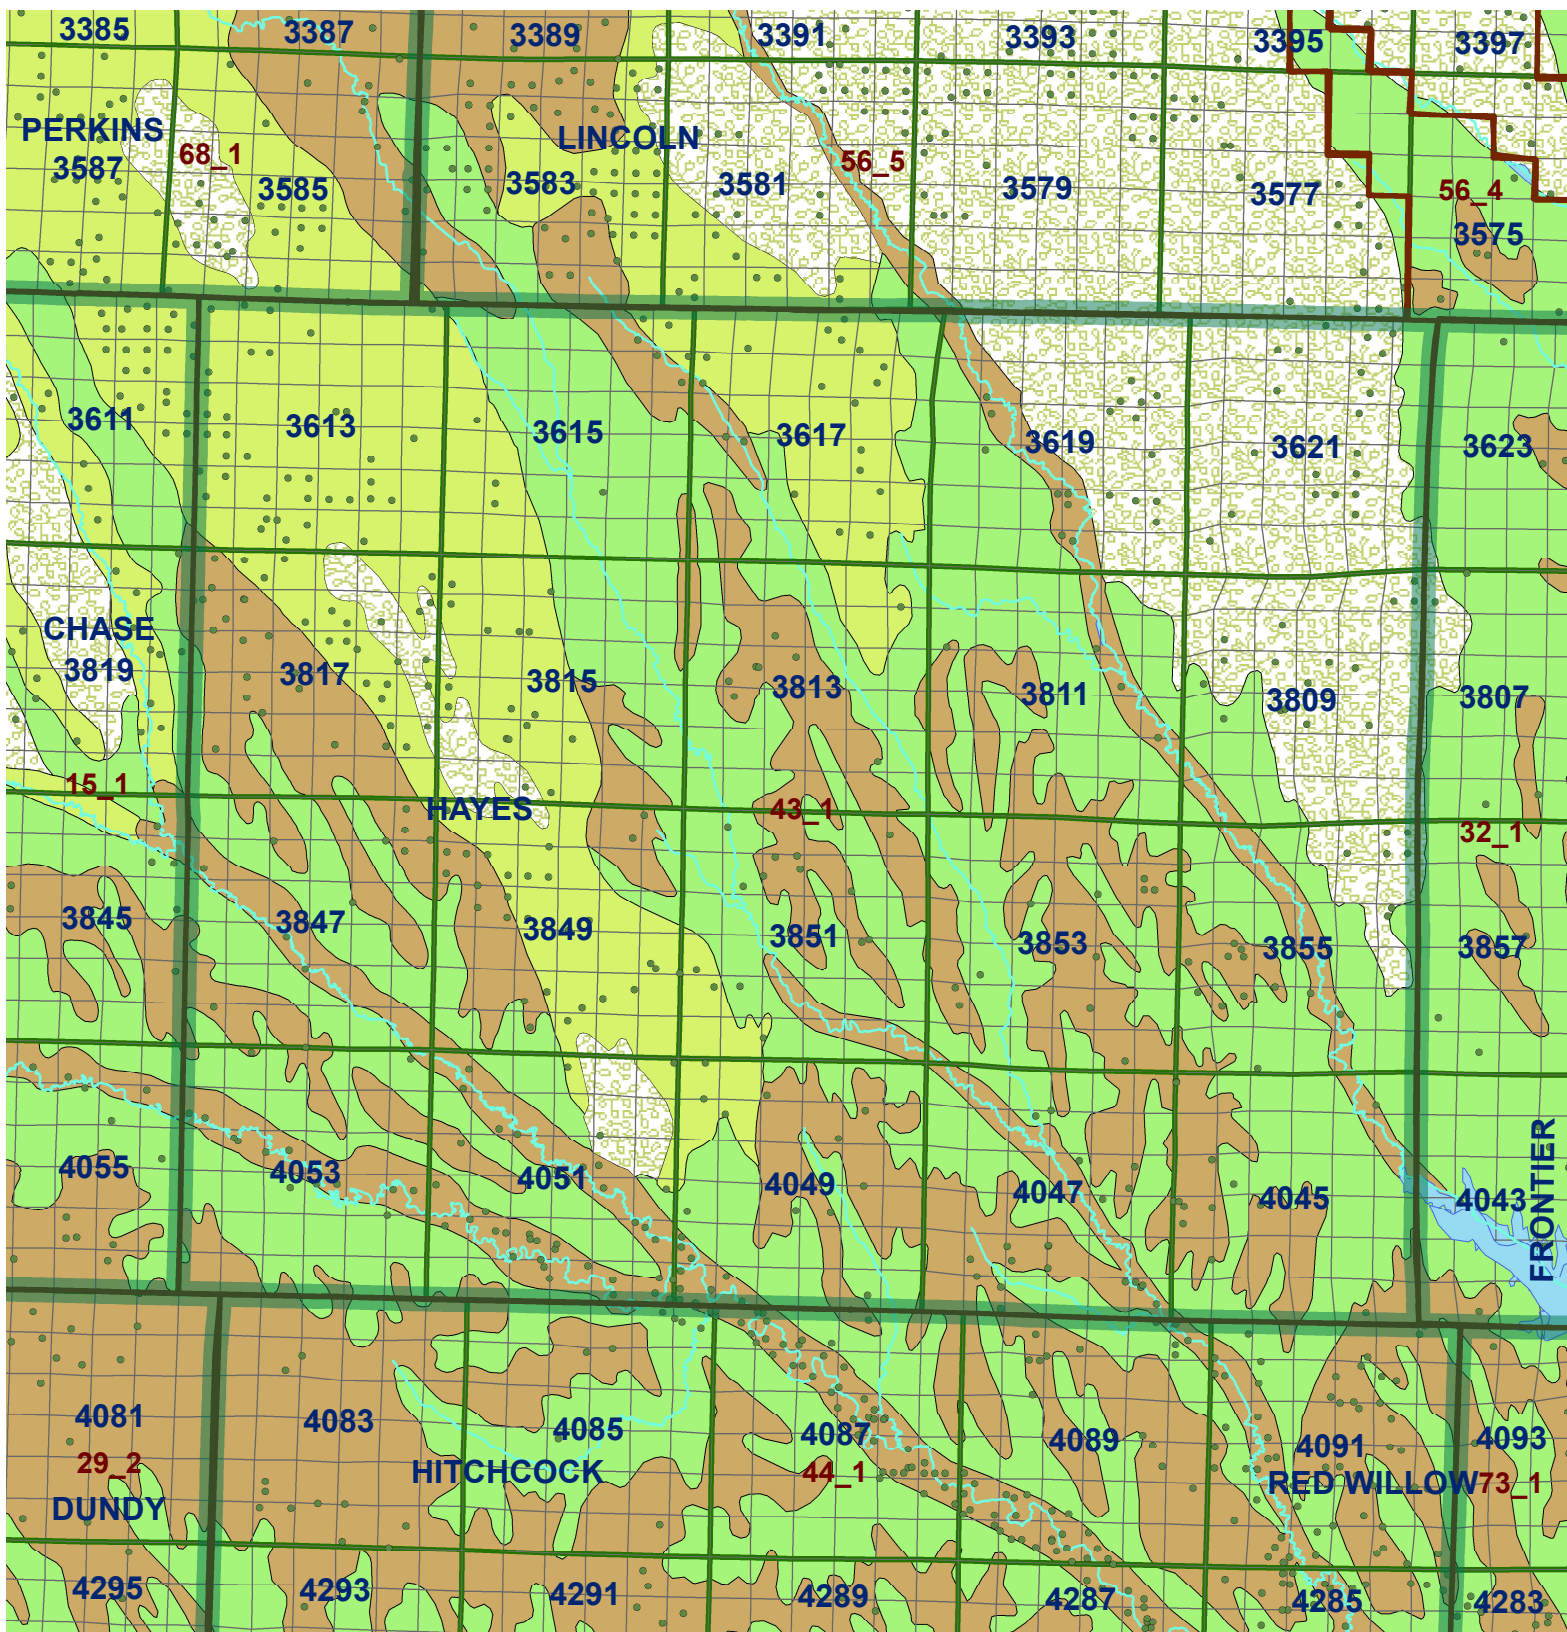 3385 3387 3389 3391 3393 3395 3397
PERKINS LINCOLN
68_1 56_5
3587 3585 3583 3581 3579 3577 56_4
3575
3611 3613 3615 3617 3619 3621 3623
CHASE
3819 3817 3815 3813 3811 3809 3807
15_1 HAYES 43_1 32_1
3845 3847 3849 3851 3853 3855 3857
4055 4053 4051 4049 4047 4045 4043
FRONTIER
4081 4083 4085 4087 4089 4091 4093
29_2 HITCHCOCK 44_1 RED WILLOW 73_1
DUNDY
4295 4293 4291 4289 4287 4285 4283